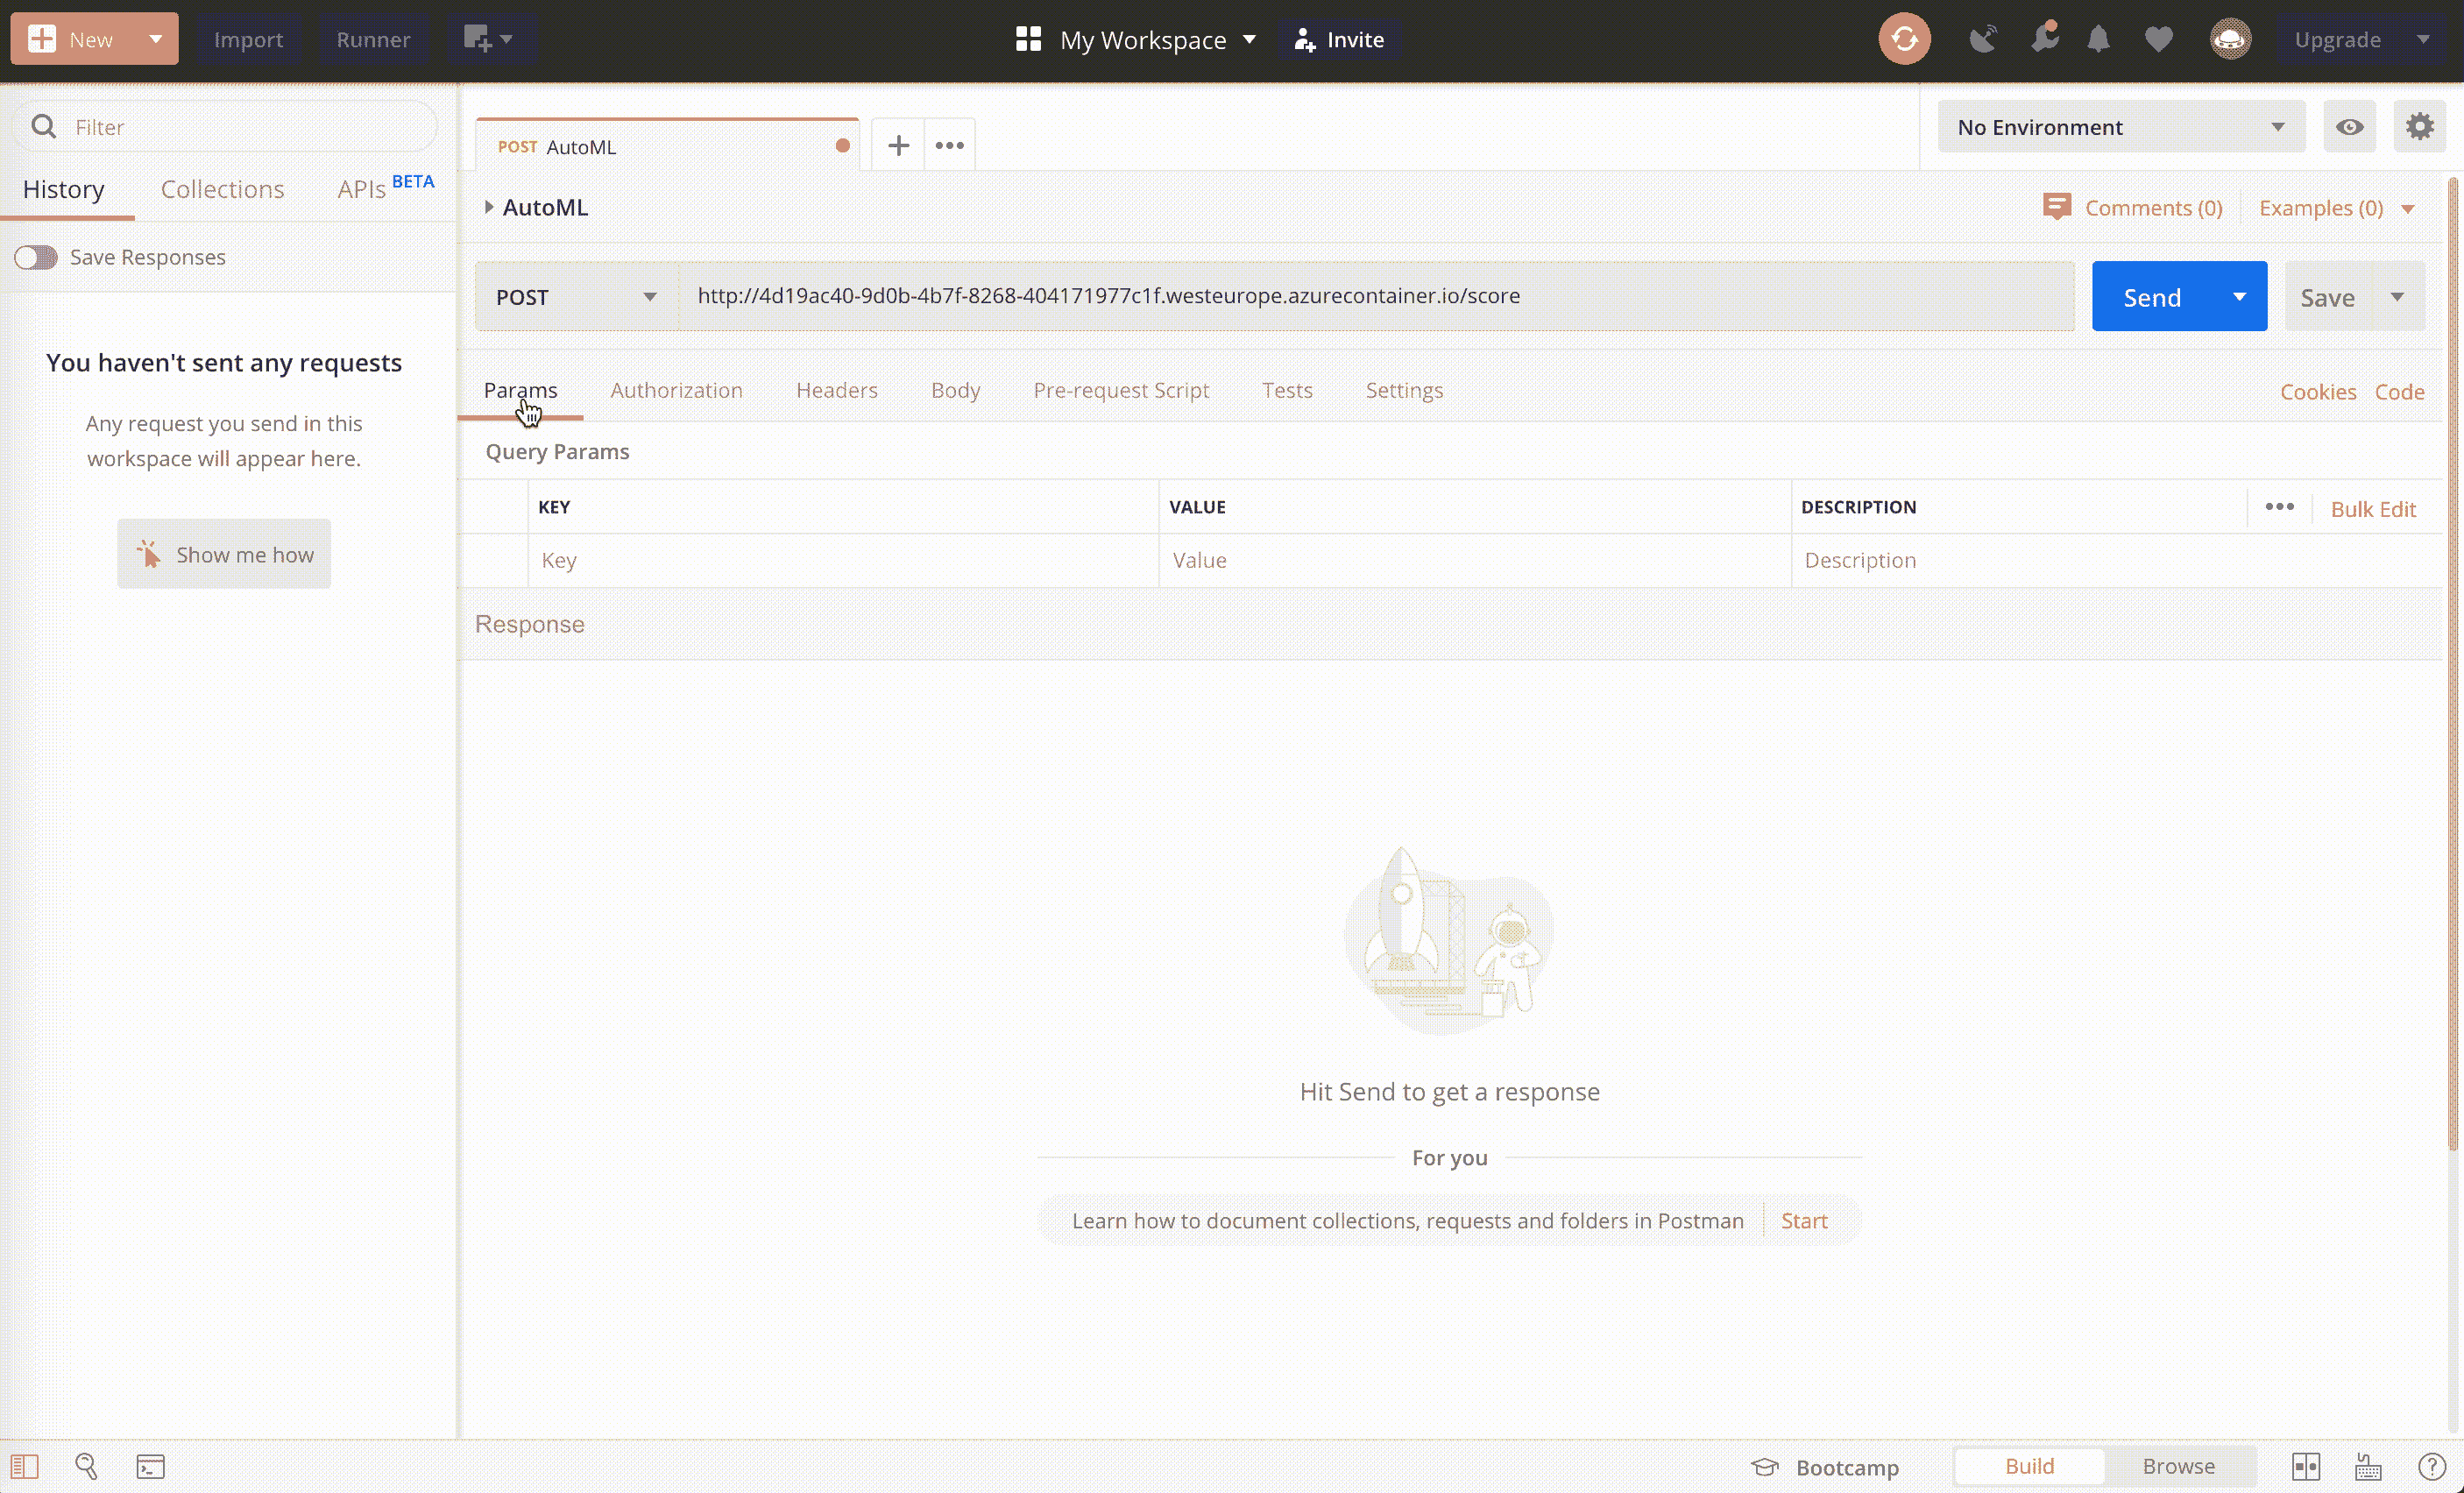 New Import Runner My Workspace Invite Upgrade
Filter
History Collections APIs BETA
Save Responses
You haven't sent any requests
Any request you send in this
workspace will appear here.
Show me how
POST AutoML
No Environment
AutoML
Comments (0) Examples (0)
POST http://4d19ac40-9d0b-4b7f-8268-404171977c1f.westeurope.azurecontainer.io/score Send Save
Params Authorization Headers Body Pre-request Script Tests Settings Cookies Code
Query Params
KEY VALUE DESCRIPTION Bulk Edit
Key Value Description
Response
Hit Send to get a response
For you
Learn how to document collections, requests and folders in Postman Start
Bootcamp Build Browse